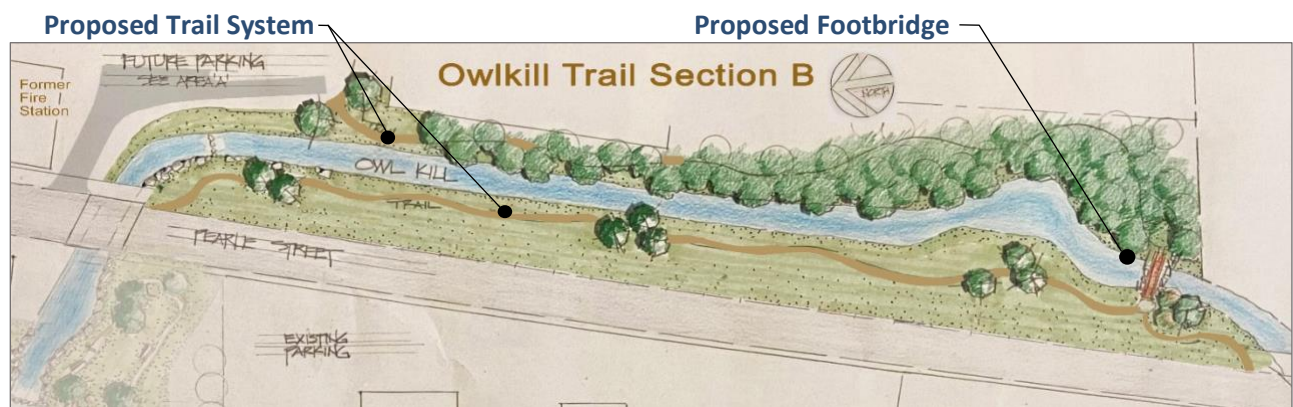 Proposed Trail System
Proposed Footbridge
FUTURE PARKING
SEE AREA 'A'
Former
Fire
Station
Owlkill Trail Section B
NORTH
OWL KILL
TRAIL
PEARLE STREET
EXISTING
PARKING